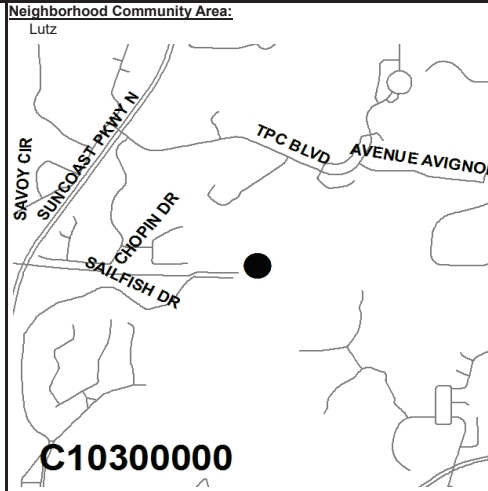 Neighborhood Community Area:
Lutz
SUNCOAST PKWY N
SAVOY CIR
TPC BLVD
AVENUE AVIGNO
CHOPIN DR
SAILFISH DR
C10300000